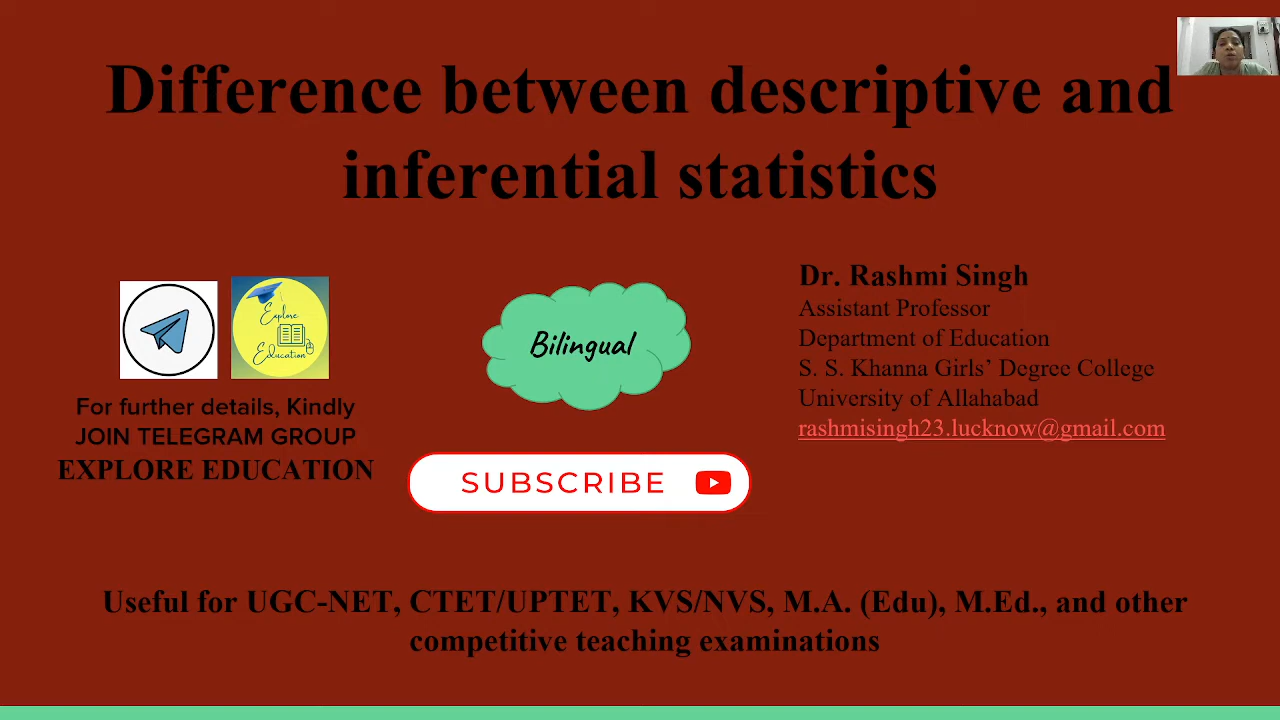 Difference between descriptive and
inferential statistics
Explore
Education
For further details, Kindly
JOIN TELEGRAM GROUP
EXPLORE EDUCATION
Bilingual
SUBSCRIBE
Dr. Rashmi Singh
Assistant Professor
Department of Education
S. S. Khanna Girls’ Degree College
University of Allahabad
rashmisingh23.lucknow@gmail.com
Useful for UGC-NET, CTET/UPTET, KVS/NVS, M.A. (Edu), M.Ed., and other
competitive teaching examinations